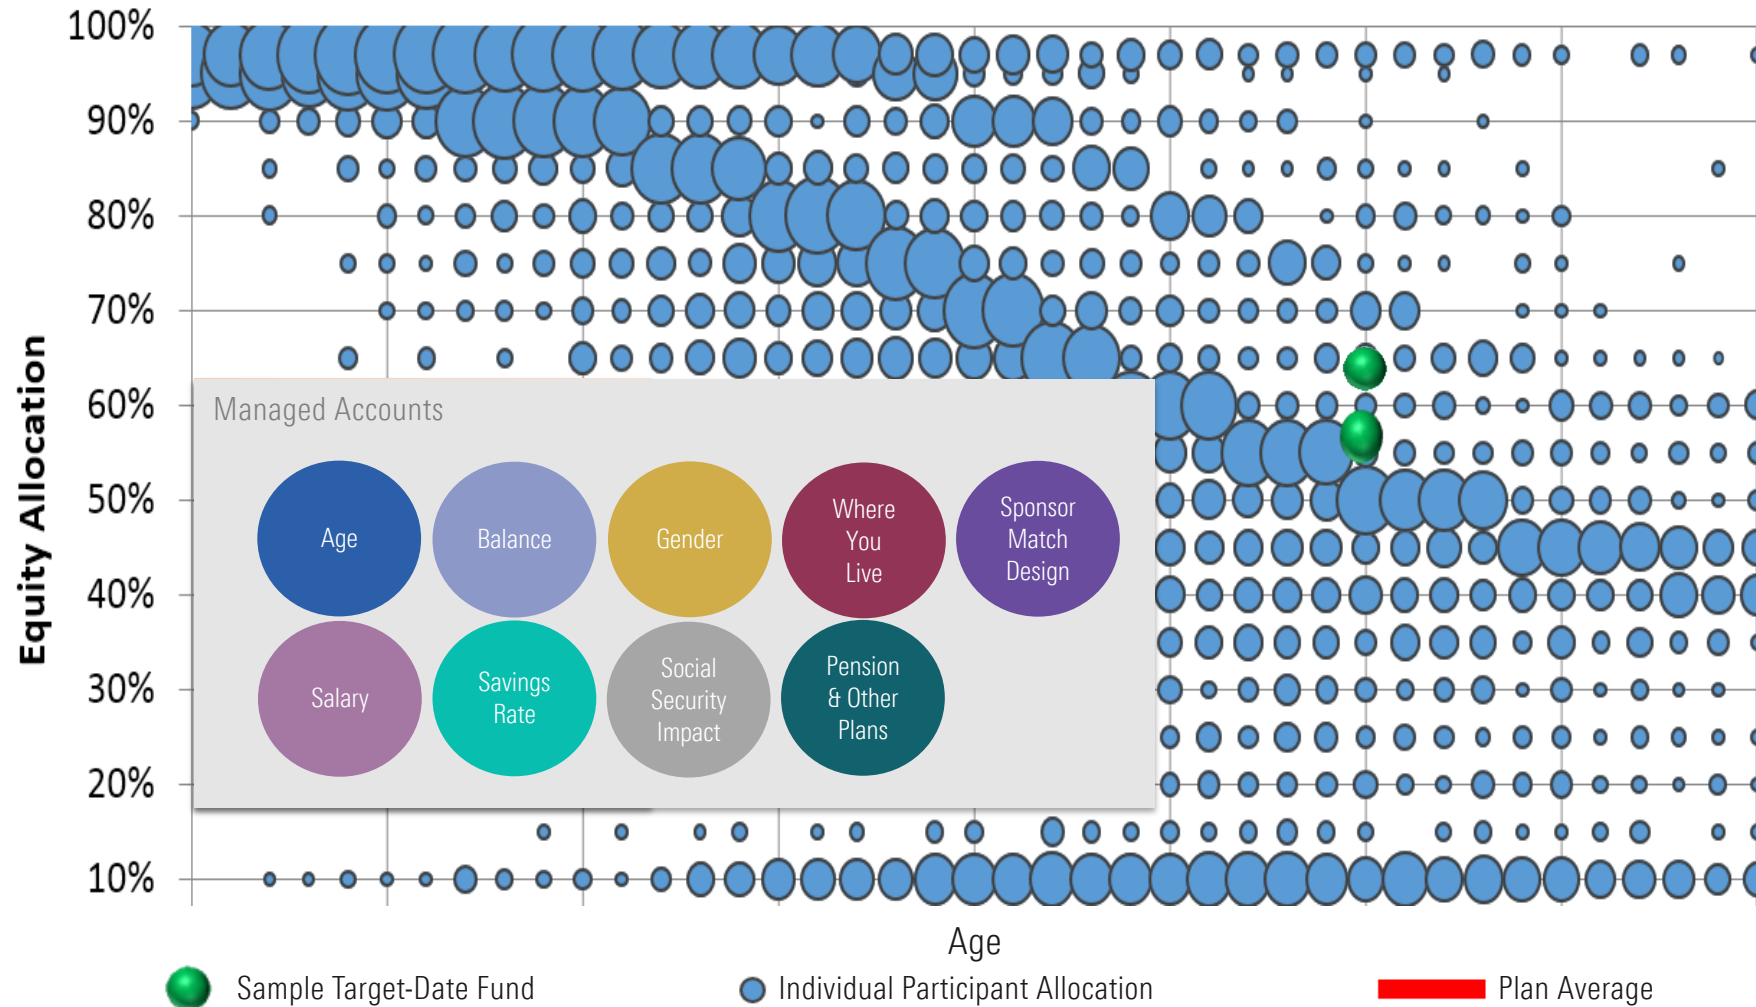 100%
90%
80%
70%
60%
50%
40%
30%
20%
10%
Equity Allocation
Managed Accounts
Age
Balance
Gender
Where
You
Live
Sponsor
Match
Design
Salary
Savings
Rate
Social
Security
Impact
Pension
& Other
Plans
Age
Sample Target-Date Fund
Individual Participant Allocation
Plan Average